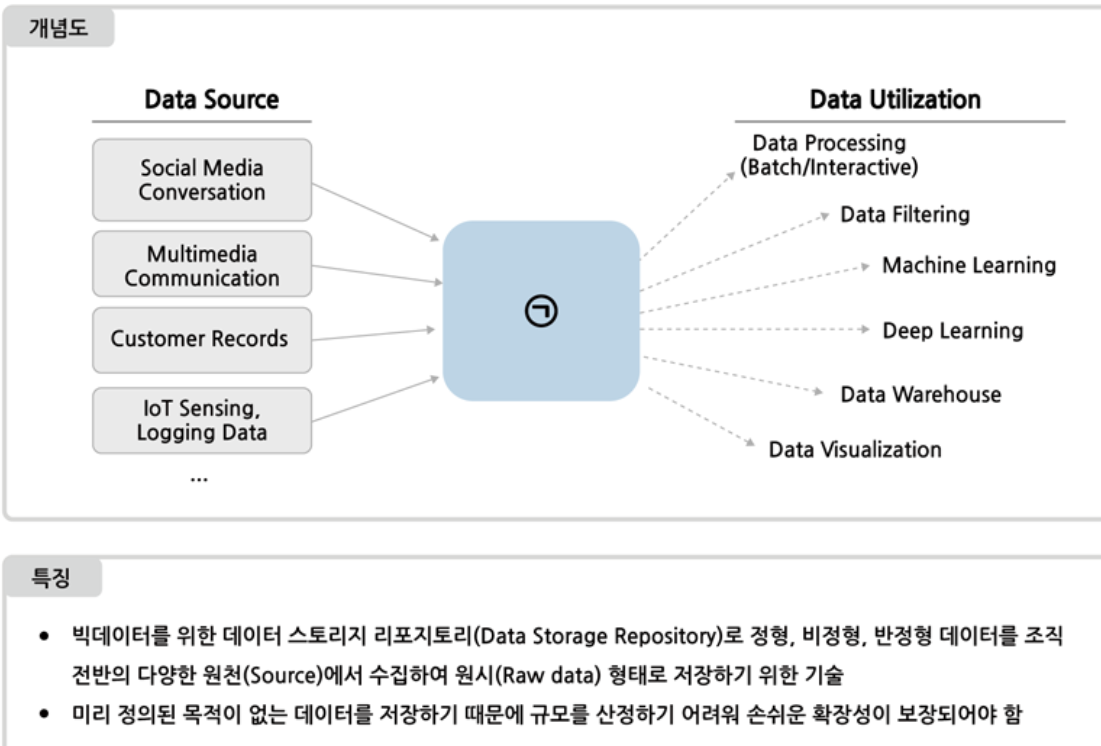 개념도
Data Source
Data Utilization
Social Media
Conversation
Multimedia
Communication
Customer Records
IoT Sensing,
Logging Data
...
㉠
Data Processing
(Batch/Interactive)
Data Filtering
Machine Learning
Deep Learning
Data Warehouse
Data Visualization
특징
• 빅데이터를 위한 데이터 스토리지 리포지토리(Data Storage Repository)로 정형, 비정형, 반정형 데이터를 조직
전반의 다양한 원천(Source)에서 수집하여 원시(Raw data) 형태로 저장하기 위한 기술
• 미리 정의된 목적이 없는 데이터를 저장하기 때문에 규모를 산정하기 어려워 손쉬운 확장성이 보장되어야 함